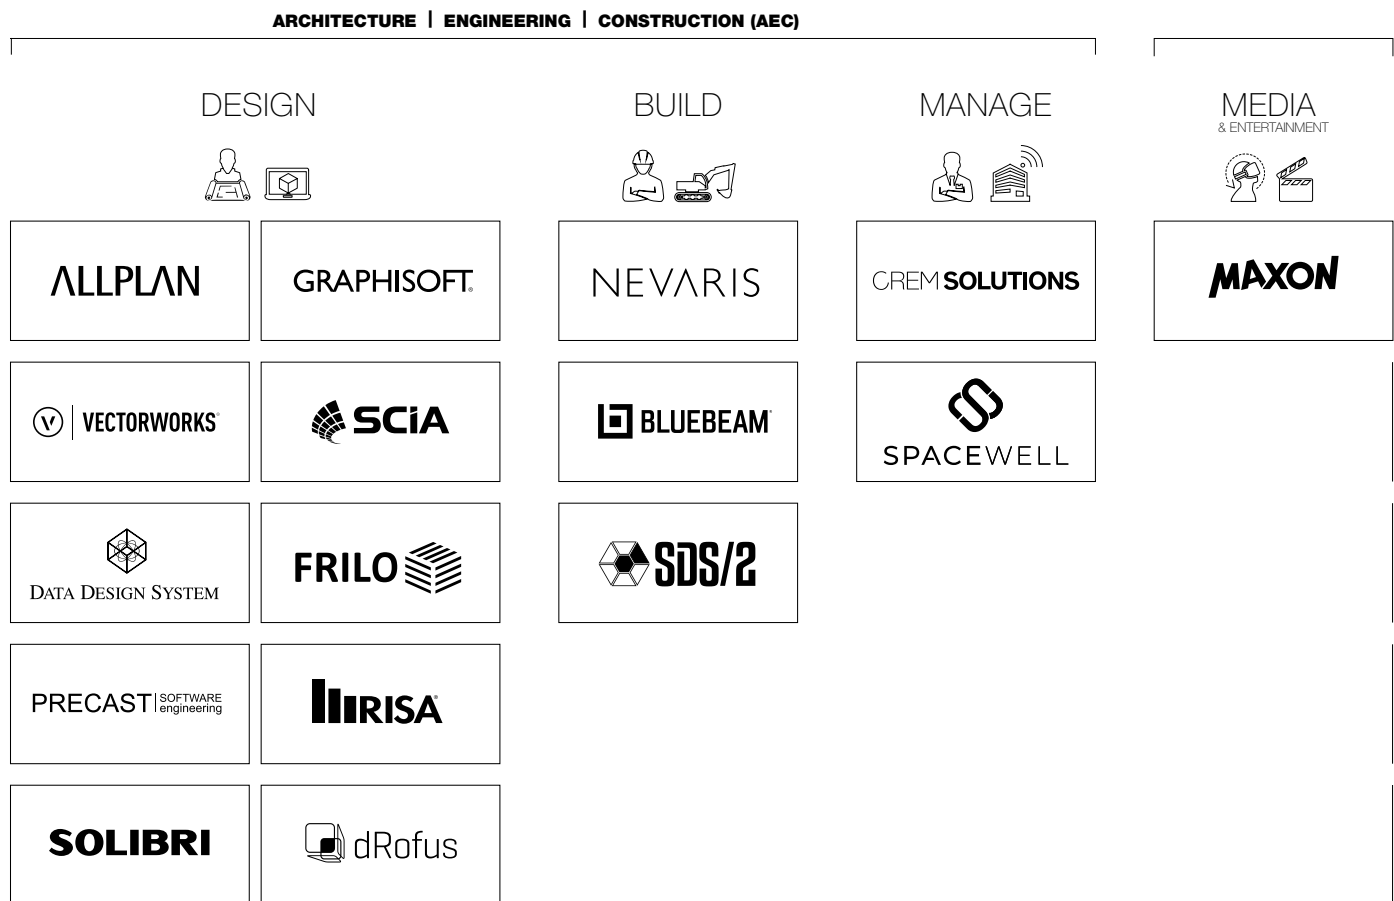 ARCHITECTURE | ENGINEERING | CONSTRUCTION (AEC)
DESIGN
BUILD
MANAGE
MEDIA
& ENTERTAINMENT
ALLPLAN
GRAPHISOFT®
NEVARIS
CREM SOLUTIONS
MAXON
V VECTORWORKS®
SCiA
BLUEBEAM®
SPACEWELL
DATA DESIGN SYSTEM
FRILO
SDS/2
PRECAST SOFTWARE
engineering
RISA®
SOLIBRI
dRofus